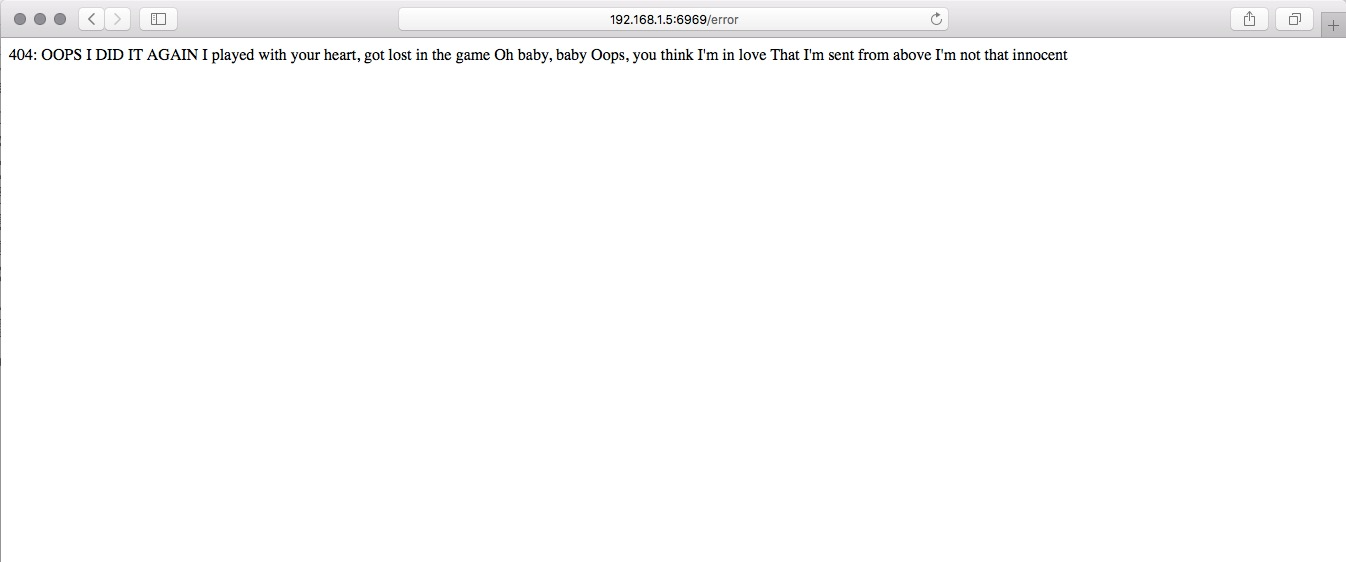 192.168.1.5:6969/error
404: OOPS I DID IT AGAIN I played with your heart, got lost in the game Oh baby, baby Oops, you think I'm in love That I'm sent from above I'm not that innocent